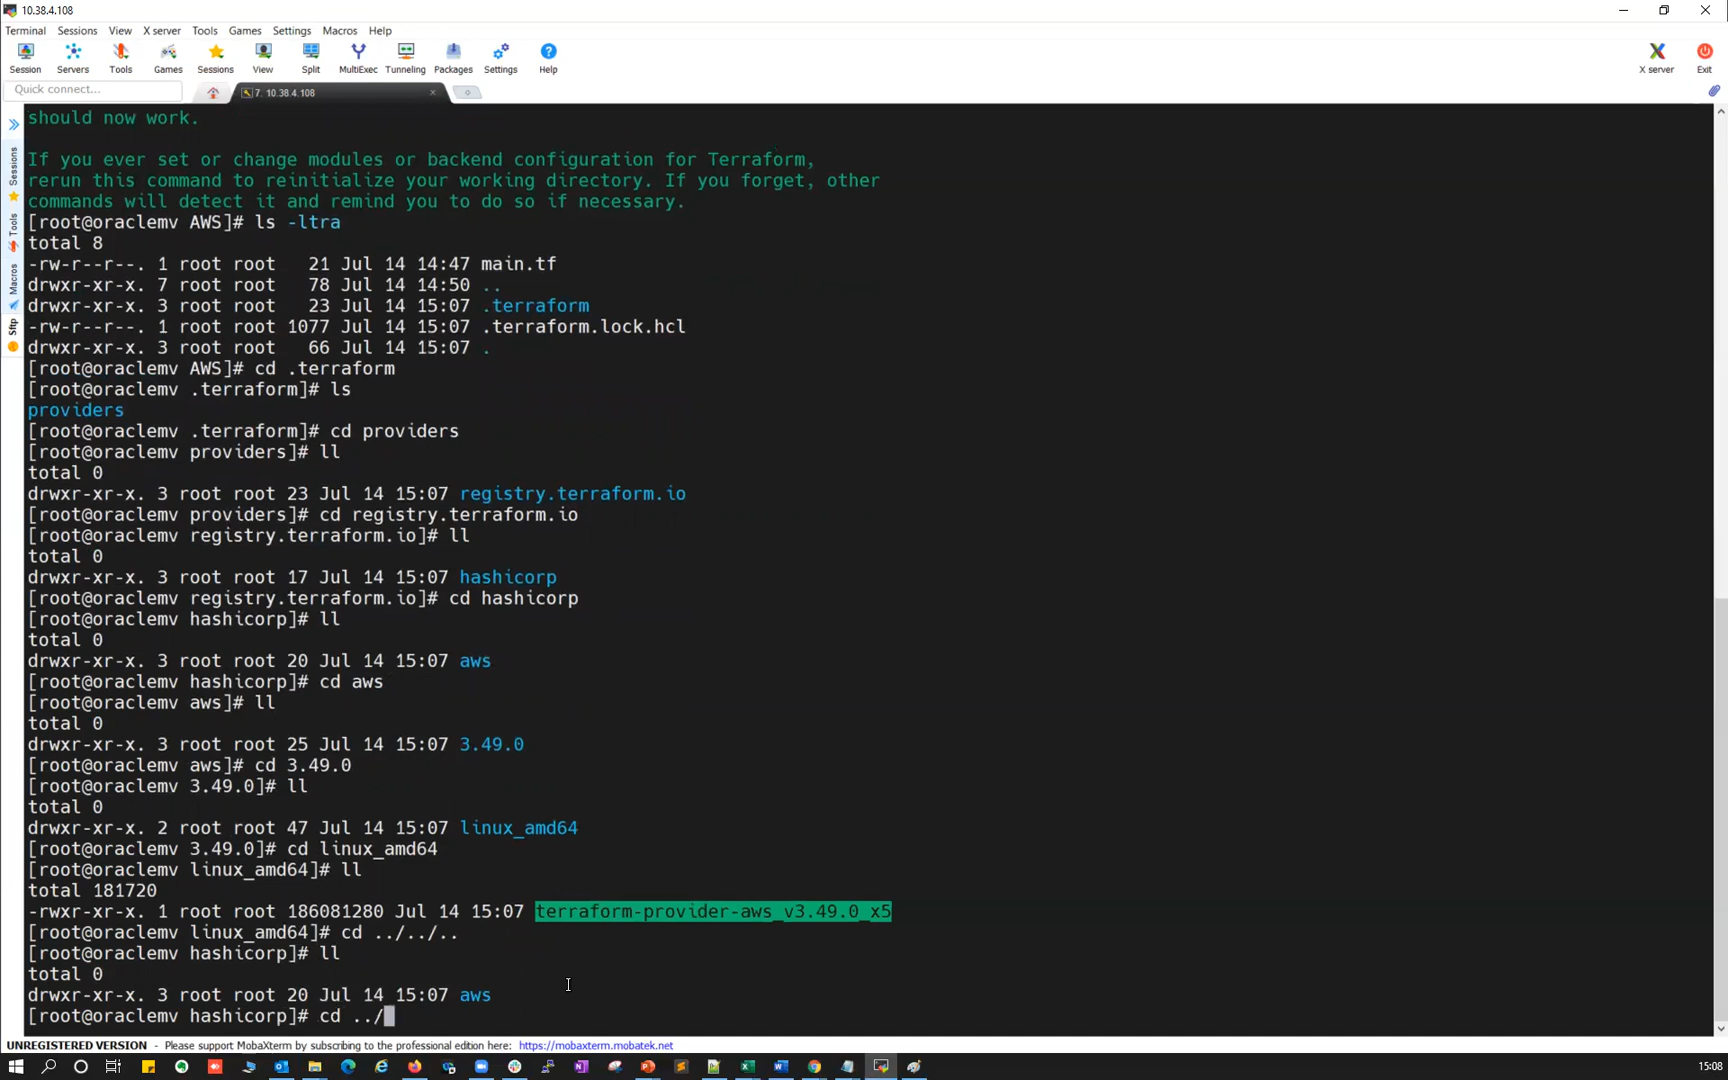 10.38.4.108
Terminal Sessions View X server Tools Games Settings Macros Help
Session Servers Tools Games Sessions View Split MultiExec Tunneling Packages Settings Help X server Exit
Quick connect...
7. 10.38.4.108
Sessions
Tools
Macros
Sftp
should now work.
If you ever set or change modules or backend configuration for Terraform,
rerun this command to reinitialize your working directory. If you forget, other
commands will detect it and remind you to do so if necessary.
[root@oraclemv AWS]# ls -ltra
total 8
-rw-r--r--. 1 root root   21 Jul 14 14:47 main.tf
drwxr-xr-x. 7 root root   78 Jul 14 14:50 ..
drwxr-xr-x. 3 root root   23 Jul 14 15:07 .terraform
-rw-r--r--. 1 root root 1077 Jul 14 15:07 .terraform.lock.hcl
drwxr-xr-x. 3 root root   66 Jul 14 15:07 .
[root@oraclemv AWS]# cd .terraform
[root@oraclemv .terraform]# ls
providers
[root@oraclemv .terraform]# cd providers
[root@oraclemv providers]# ll
total 0
drwxr-xr-x. 3 root root 23 Jul 14 15:07 registry.terraform.io
[root@oraclemv providers]# cd registry.terraform.io
[root@oraclemv registry.terraform.io]# ll
total 0
drwxr-xr-x. 3 root root 17 Jul 14 15:07 hashicorp
[root@oraclemv registry.terraform.io]# cd hashicorp
[root@oraclemv hashicorp]# ll
total 0
drwxr-xr-x. 3 root root 20 Jul 14 15:07 aws
[root@oraclemv hashicorp]# cd aws
[root@oraclemv aws]# ll
total 0
drwxr-xr-x. 3 root root 25 Jul 14 15:07 3.49.0
[root@oraclemv aws]# cd 3.49.0
[root@oraclemv 3.49.0]# ll
total 0
drwxr-xr-x. 2 root root 47 Jul 14 15:07 linux_amd64
[root@oraclemv 3.49.0]# cd linux_amd64
[root@oraclemv linux_amd64]# ll
total 181720
-rwxr-xr-x. 1 root root 186081280 Jul 14 15:07 terraform-provider-aws_v3.49.0_x5
[root@oraclemv linux_amd64]# cd ../../..
[root@oraclemv hashicorp]# ll
total 0
drwxr-xr-x. 3 root root 20 Jul 14 15:07 aws
[root@oraclemv hashicorp]# cd ../
UNREGISTERED VERSION - Please support MobaXterm by subscribing to the professional edition here: https://mobaxterm.mobatek.net
15:08